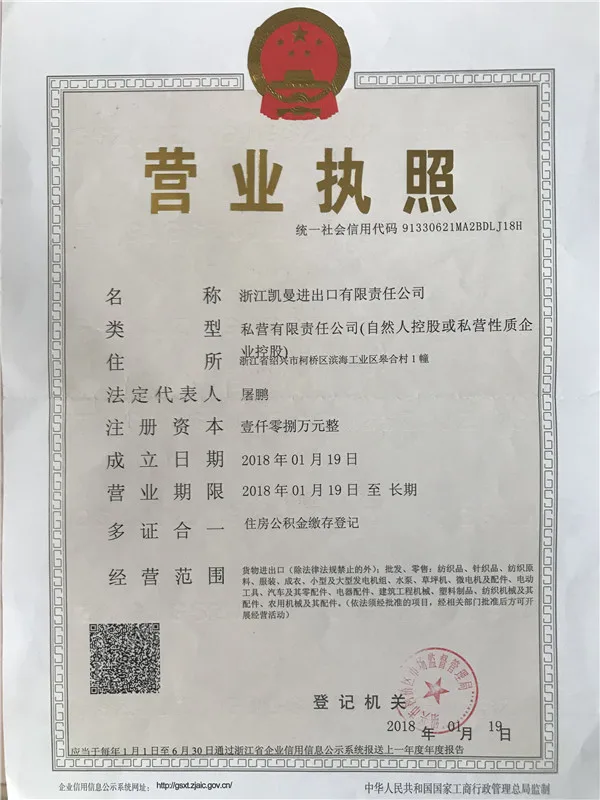 营业执照
统一社会信用代码 91330621MA2BDLJ18H
名称 浙江凯曼进出口有限责任公司
类型 私营有限责任公司(自然人控股或私营性质企
业控股)
住所 浙江省绍兴市柯桥区滨海工业区皋合村1幢
法定代表人 屠鹏
注册资本 壹仟零捌万元整
成立日期 2018年01月19日
营业期限 2018年01月19日至长期
多证合一 住房公积金缴存登记
经营范围 货物进出口（除法律法规禁止的外）；批发、零售：纺织品、针织品、纺织原
料、服装、成衣、小型及大型发电机组、水泵、草坪机、微电机及配件、电动
工具、汽车及其零配件、电器配件、建筑工程机械、塑料制品、纺织机械及其
配件、农用机械及其配件。（依法须经批准的项目，经相关部门批准后方可开
展经营活动）
登记机关
2018年01月19日
应当于每年1月1日至6月30日通过浙江省企业信用信息公示系统报送上一年度年度报告
企业信用信息公示系统网址：http://gsxt.zjaic.gov.cn/
中华人民共和国国家工商行政管理总局监制